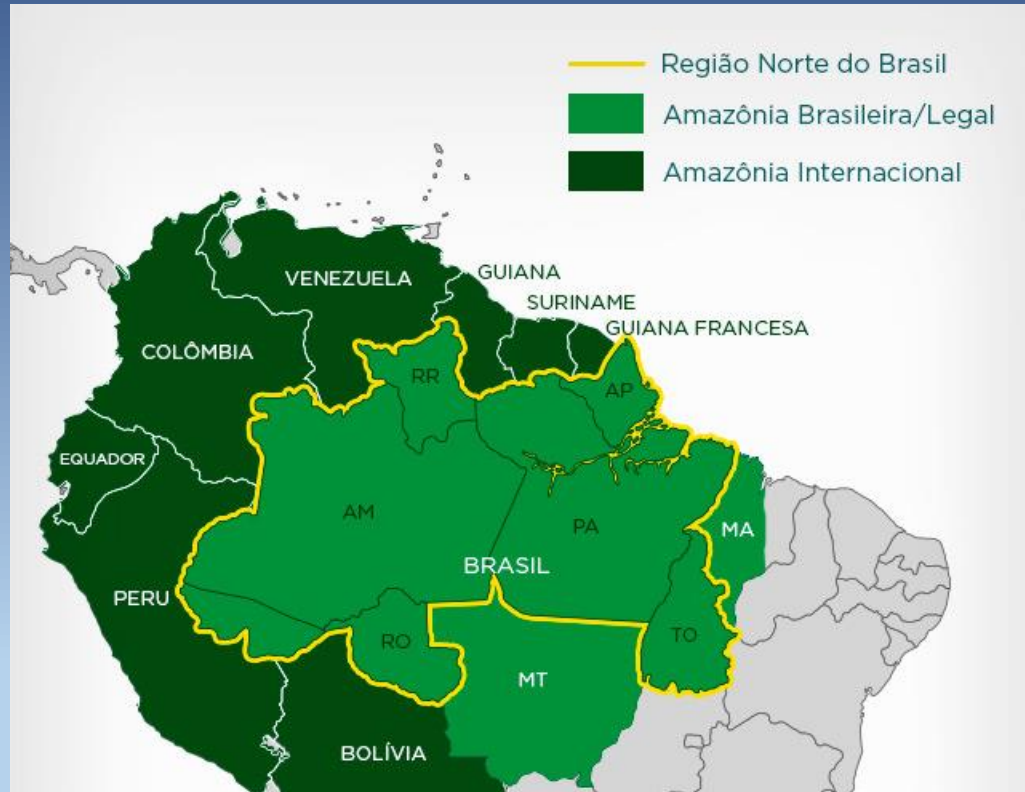 Região Norte do Brasil
Amazônia Brasileira/Legal
Amazônia Internacional
VENEZUELA
GUIANA
SURINAME
GUIANA FRANCESA
COLÔMBIA
RR
AP
EQUADOR
AM
PA
MA
BRASIL
PERU
RO
TO
MT
BOLÍVIA